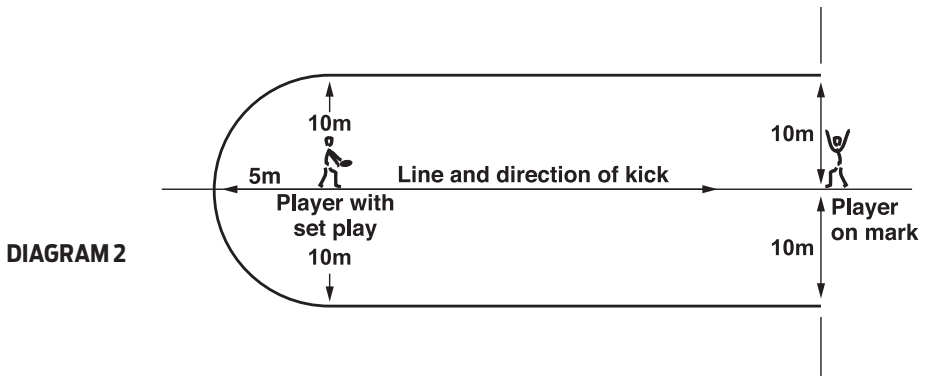 10m
10m
5m
Line and direction of kick
Player with
set play
Player
on mark
DIAGRAM 2
10m
10m